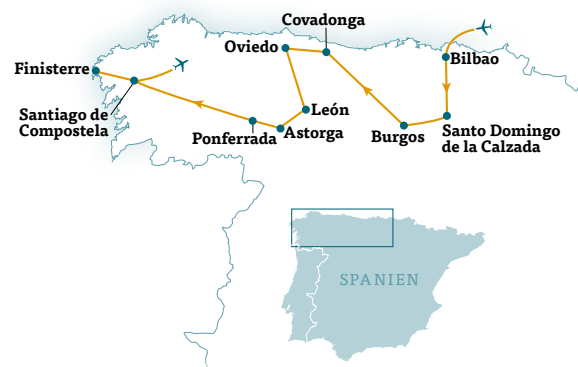 Covadonga
Oviedo
Bilbao
Finisterre
Santiago de
Compostela
León
Ponferrada
Astorga
Burgos
Santo Domingo
de la Calzada
SPANIEN